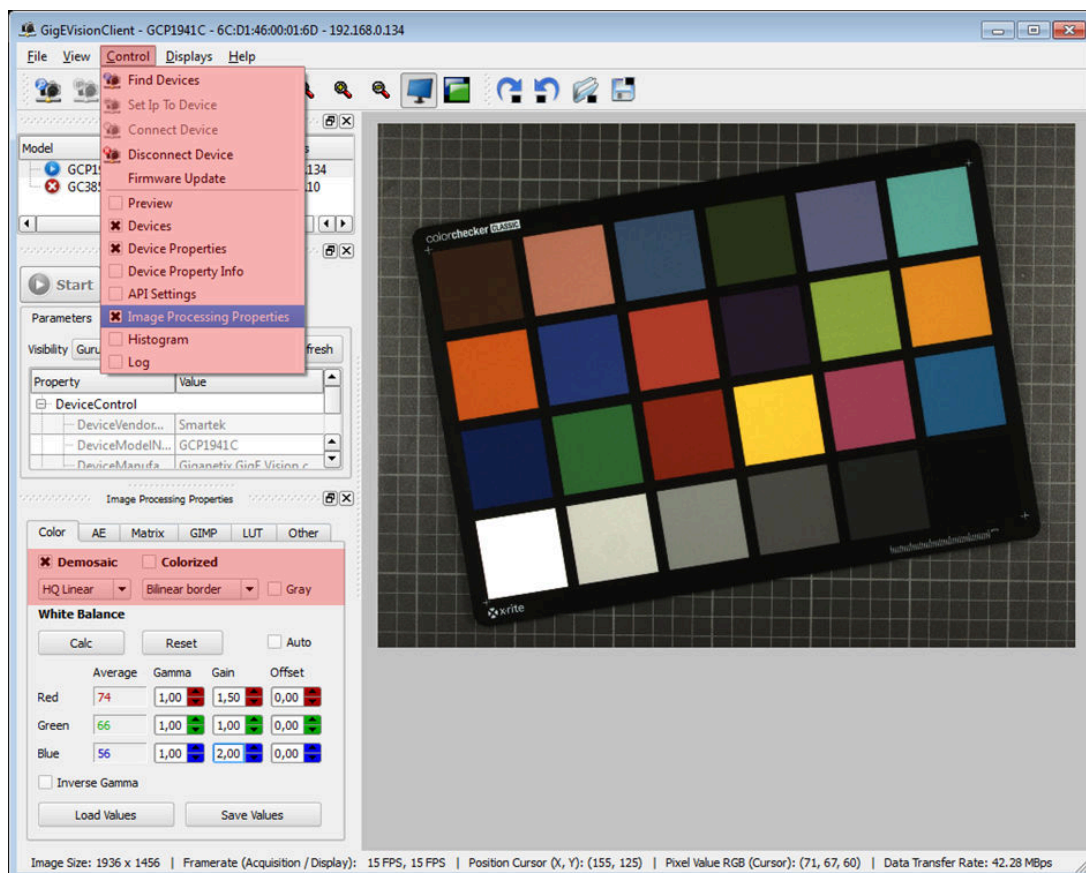 GigEVisionClient - GCP1941C - 6C:D1:46:00:01:6D - 192.168.0.134
File View Control Displays Help
Find Devices
Set Ip To Device
Connect Device
Disconnect Device
Firmware Update
Preview
Devices
Device Properties
Device Property Info
API Settings
Image Processing Properties
Histogram
Log
Model s
GCP19 .134
GC385 10
Start
Parameters
Visibility Guru fresh
Property Value
DeviceControl
DeviceVendor... Smartek
DeviceModelN... GCP1941C
DeviceManufa Giganetix GigE Vision c
Image Processing Properties
Color AE Matrix GIMP LUT Other
Demosaic Colorized
HQ Linear Bilinear border Gray
White Balance
Calc Reset Auto
Average Gamma Gain Offset
Red 74 1,00 1,50 0,00
Green 66 1,00 1,00 0,00
Blue 56 1,00 2,00 0,00
Inverse Gamma
Load Values Save Values
colorchecker CLASSIC
x-rite
Image Size: 1936 x 1456 | Framerate (Acquisition / Display): 15 FPS, 15 FPS | Position Cursor (X, Y): (155, 125) | Pixel Value RGB (Cursor): (71, 67, 60) | Data Transfer Rate: 42.28 MBps